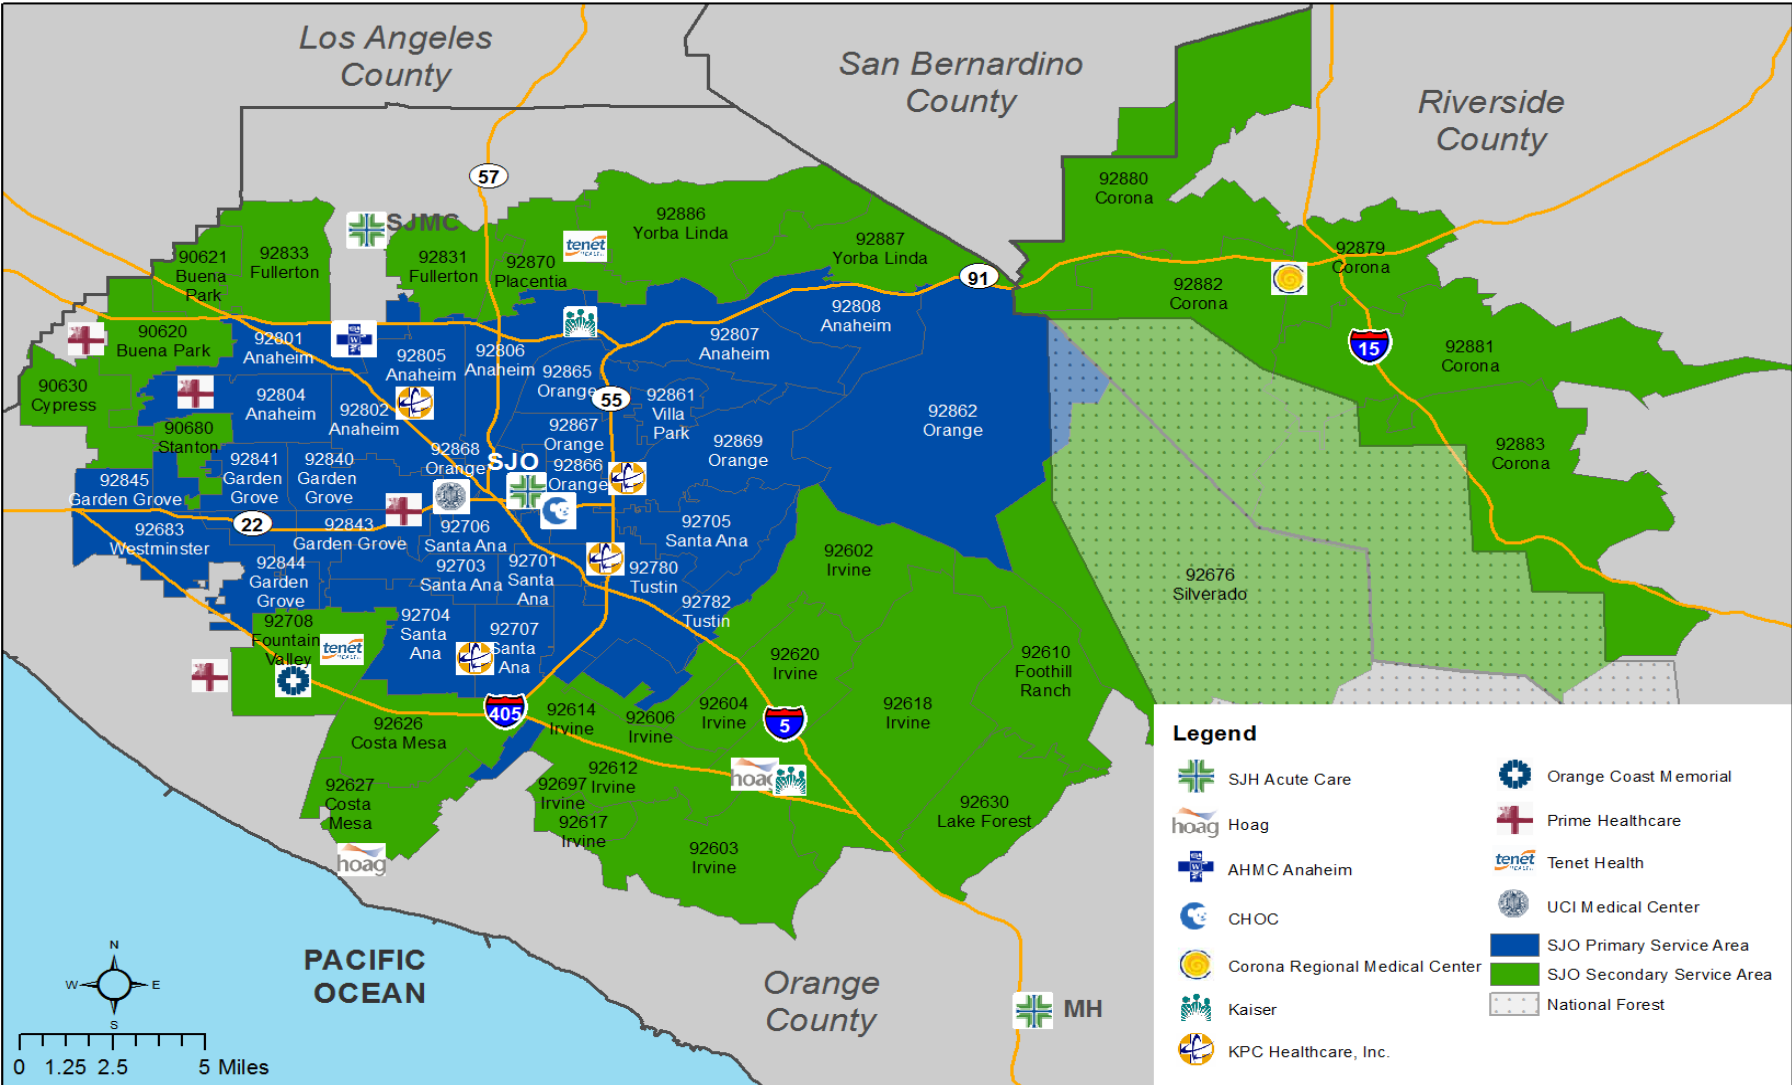 Los Angeles
County
San Bernardino
County
Riverside
County
57
SJMC
92880
Corona
92886
Yorba Linda
92887
Yorba Linda
90621
Buena
Park
92833
Fullerton
92831
Fullerton
92870
Placentia
tenet
HEALTH
91
92879
Corona
92882
Corona
90620
Buena Park
92801
Anaheim
W
92805
Anaheim
92806
Anaheim
92807
Anaheim
92808
Anaheim
15
92881
Corona
90630
Cypress
92804
Anaheim
92802
Anaheim
92865
Orange
55
92861
Villa
Park
92862
Orange
90680
Stanton
92867
Orange
92869
Orange
92883
Corona
92868
Orange
SJO
92866
Orange
92845
Garden Grove
92841
Garden
Grove
92840
Garden
Grove
22
92683
Westminster
92843
Garden Grove
92706
Santa Ana
92705
Santa Ana
92602
Irvine
92844
Garden
Grove
92703
Santa Ana
92701
Santa
Ana
92780
Tustin
92782
Tustin
92676
Silverado
92708
Fountain
Valley
tenet
HEALTH
92704
Santa
Ana
92707
Santa
Ana
92620
Irvine
92610
Foothill
Ranch
405
92614
Irvine
92606
Irvine
92604
Irvine
5
92618
Irvine
92626
Costa Mesa
92627
Costa
Mesa
92697
Irvine
92612
Irvine
92617
Irvine
hoag
92630
Lake Forest
92603
Irvine
hoag
PACIFIC
OCEAN
Orange
County
MH
N
W
E
S
0 1.25 2.5 5 Miles
Legend
SJH Acute Care
hoag Hoag
W AHMC Anaheim
CHOC
Corona Regional Medical Center
Kaiser
KPC Healthcare, Inc.
Orange Coast Memorial
Prime Healthcare
tenet HEALTH Tenet Health
UCI Medical Center
SJO Primary Service Area
SJO Secondary Service Area
National Forest